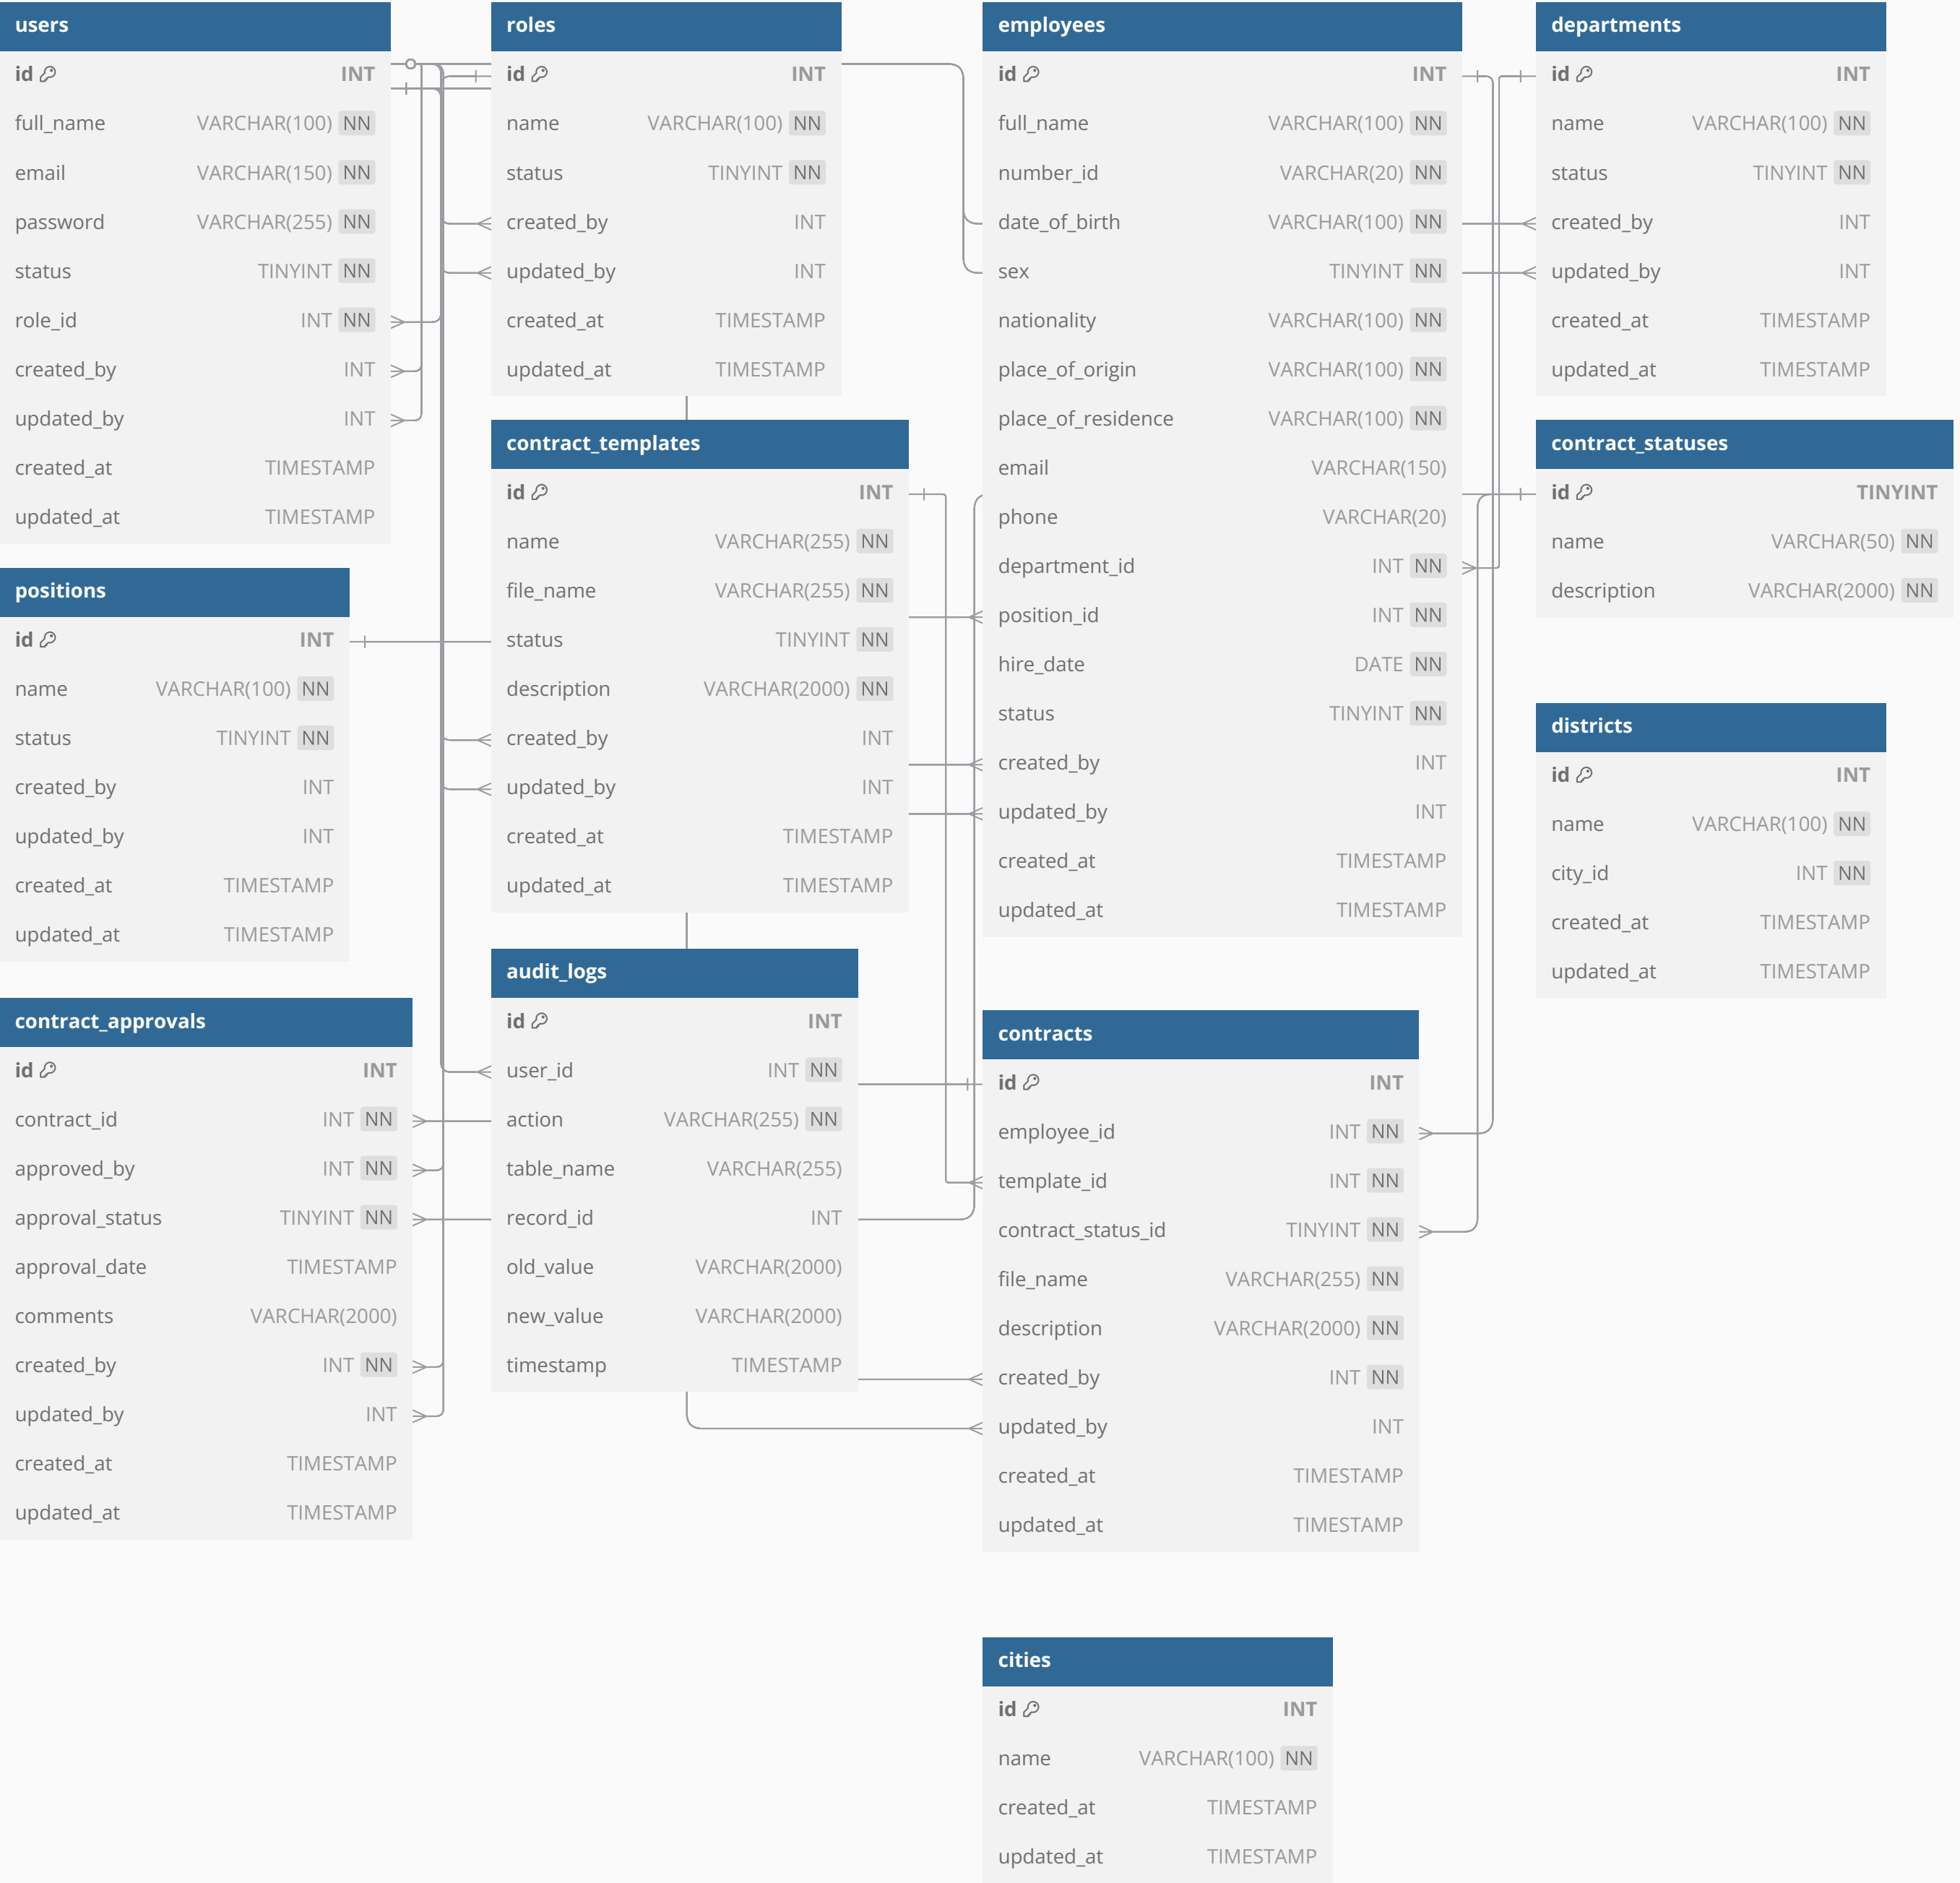 users
id INT
full_name VARCHAR(100) NN
email VARCHAR(150) NN
password VARCHAR(255) NN
status TINYINT NN
role_id INT NN
created_by INT
updated_by INT
created_at TIMESTAMP
updated_at TIMESTAMP
roles
id INT
name VARCHAR(100) NN
status TINYINT NN
created_by INT
updated_by INT
created_at TIMESTAMP
updated_at TIMESTAMP
employees
id INT
full_name VARCHAR(100) NN
number_id VARCHAR(20) NN
date_of_birth VARCHAR(100) NN
sex TINYINT NN
nationality VARCHAR(100) NN
place_of_origin VARCHAR(100) NN
place_of_residence VARCHAR(100) NN
email VARCHAR(150)
phone VARCHAR(20)
department_id INT NN
position_id INT NN
hire_date DATE NN
status TINYINT NN
created_by INT
updated_by INT
created_at TIMESTAMP
updated_at TIMESTAMP
departments
id INT
name VARCHAR(100) NN
status TINYINT NN
created_by INT
updated_by INT
created_at TIMESTAMP
updated_at TIMESTAMP
contract_templates
id INT
name VARCHAR(255) NN
file_name VARCHAR(255) NN
status TINYINT NN
description VARCHAR(2000) NN
created_by INT
updated_by INT
created_at TIMESTAMP
updated_at TIMESTAMP
contract_statuses
id TINYINT
name VARCHAR(50) NN
description VARCHAR(2000) NN
positions
id INT
name VARCHAR(100) NN
status TINYINT NN
created_by INT
updated_by INT
created_at TIMESTAMP
updated_at TIMESTAMP
districts
id INT
name VARCHAR(100) NN
city_id INT NN
created_at TIMESTAMP
updated_at TIMESTAMP
contract_approvals
id INT
contract_id INT NN
approved_by INT NN
approval_status TINYINT NN
approval_date TIMESTAMP
comments VARCHAR(2000)
created_by INT NN
updated_by INT
created_at TIMESTAMP
updated_at TIMESTAMP
audit_logs
id INT
user_id INT NN
action VARCHAR(255) NN
table_name VARCHAR(255)
record_id INT
old_value VARCHAR(2000)
new_value VARCHAR(2000)
timestamp TIMESTAMP
contracts
id INT
employee_id INT NN
template_id INT NN
contract_status_id TINYINT NN
file_name VARCHAR(255) NN
description VARCHAR(2000) NN
created_by INT NN
updated_by INT
created_at TIMESTAMP
updated_at TIMESTAMP
cities
id INT
name VARCHAR(100) NN
created_at TIMESTAMP
updated_at TIMESTAMP